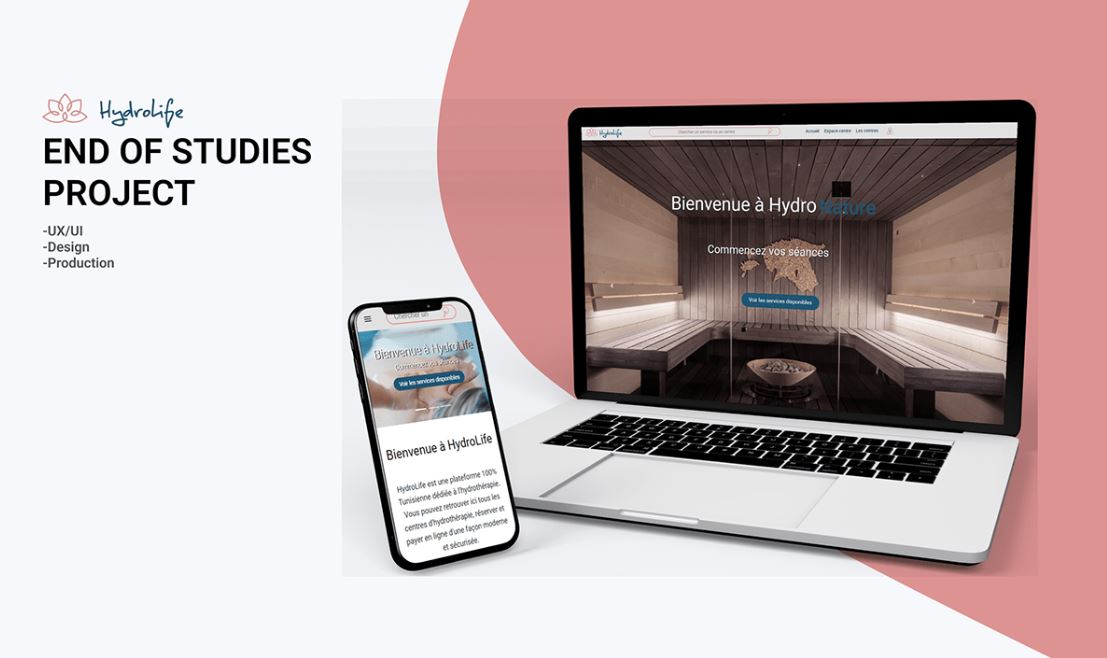 HydroLife
END OF STUDIES
PROJECT
-UX/UI
-Design
-Production
HydroLife
Chercher un service ou un centre
Accueil Espace centre Les centres
Bienvenue à HydroNature
Commencez vos séances
Voir les services disponibles
Chercher un
Bienvenue à HydroLife
Commencez vos séances
Voir les services disponibles
Bienvenue à HydroLife
HydroLife est une plateforme 100%
Tunisienne dédiée à l'hydrothérapie.
Vous pouvez retrouver ici tous les
centres d'hydrothérapie, réserver et
payer en ligne d'une façon moderne
et sécurisée.